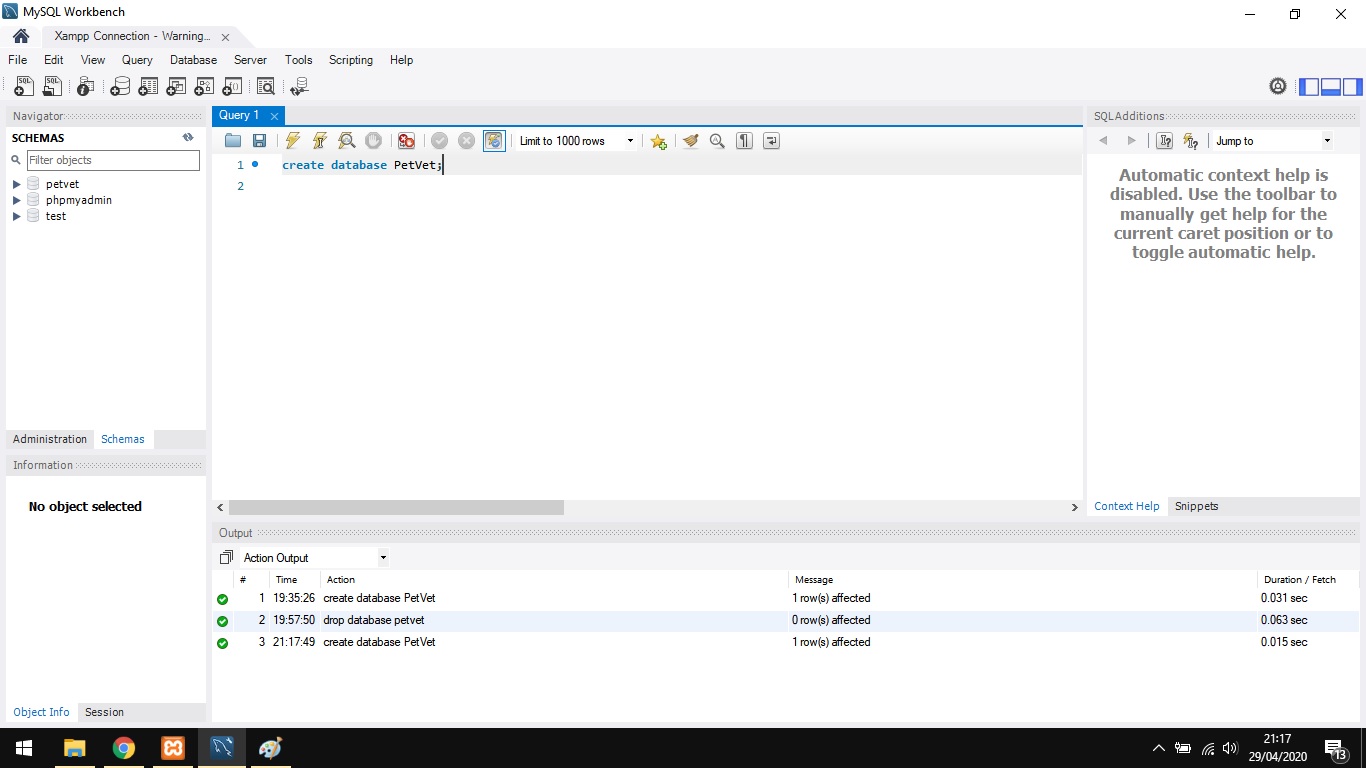 MySQL Workbench
Xampp Connection - Warning...
File Edit View Query Database Server Tools Scripting Help
Navigator
SCHEMAS
Filter objects
petvet
phpmyadmin
test
Administration Schemas
Information
No object selected
Object Info Session
Query 1
Limit to 1000 rows
1 create database PetVet;
2
SQLAdditions
Jump to
Automatic context help is
disabled. Use the toolbar to
manually get help for the
current caret position or to
toggle automatic help.
Context Help Snippets
Output
Action Output
# Time Action Message Duration / Fetch
1 19:35:26 create database PetVet 1 row(s) affected 0.031 sec
2 19:57:50 drop database petvet 0 row(s) affected 0.063 sec
3 21:17:49 create database PetVet 1 row(s) affected 0.015 sec
21:17
29/04/2020
13